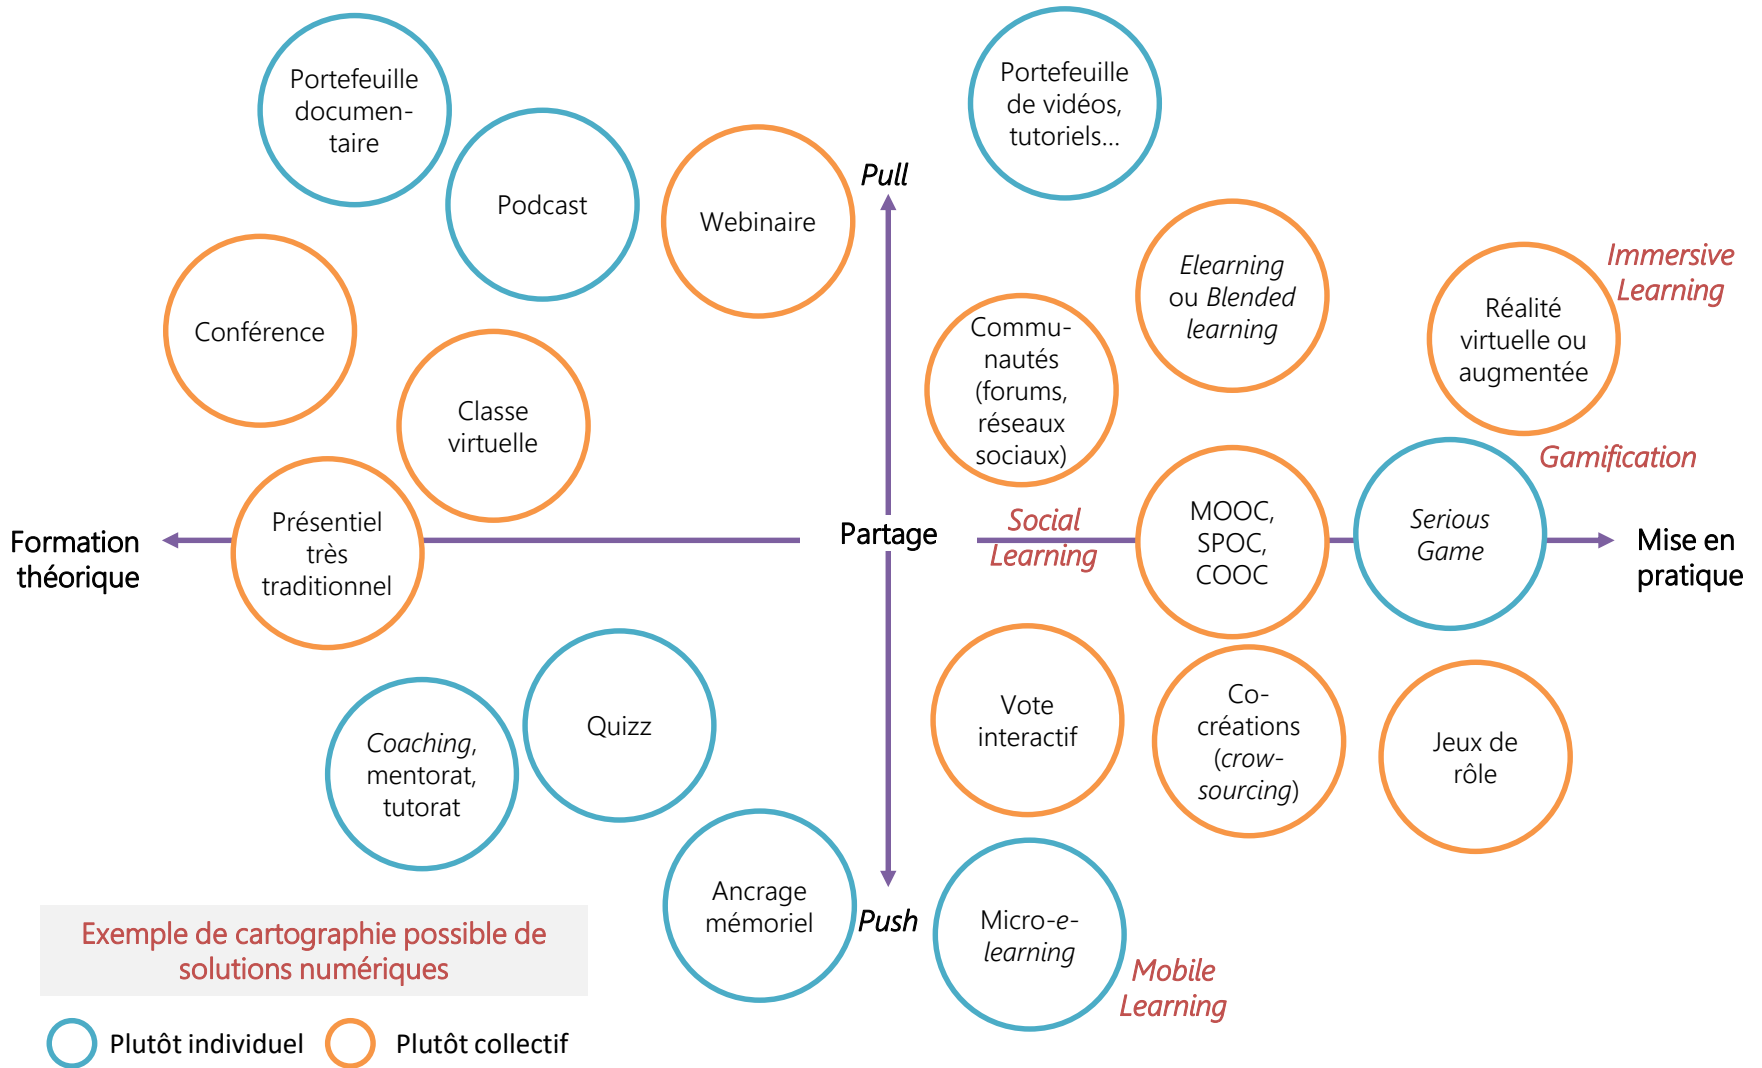 Portefeuille
documen-
taire
Portefeuille
de vidéos,
tutoriels...
Podcast
Webinaire
Pull
Elearning
ou Blended
learning
Immersive
Learning
Conférence
Commu-
nautés
(forums,
réseaux
sociaux)
Réalité
virtuelle ou
augmentée
Classe
virtuelle
Gamification
Formation
théorique
Présentiel
très
traditionnel
Partage
Social
Learning
MOOC,
SPOC,
COOC
Serious
Game
Mise en
pratique
Coaching,
mentorat,
tutorat
Quizz
Vote
interactif
Co-
créations
(crow-
sourcing)
Jeux de
rôle
Ancrage
mémoriel
Push
Micro-e-
learning
Mobile
Learning
Exemple de cartographie possible de
solutions numériques
Plutôt individuel
Plutôt collectif